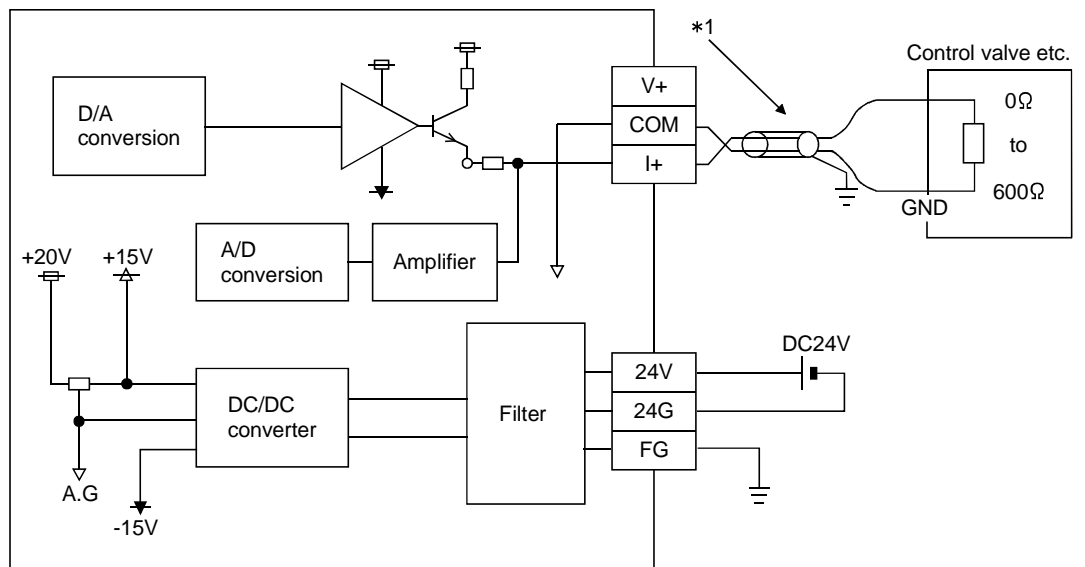 *1
Control valve etc.
V+
COM
I+
0Ω
to
600Ω
GND
D/A
conversion
A/D
conversion
Amplifier
+20V
+15V
DC/DC
converter
Filter
24V
24G
FG
DC24V
A.G
-15V